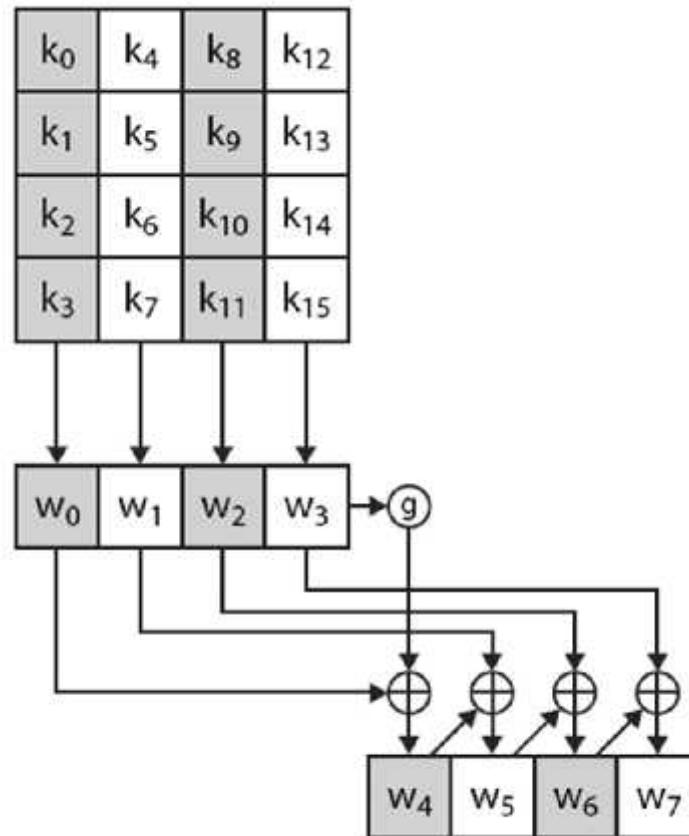 k₀ k₄ k₈ k₁₂
k₁ k₅ k₉ k₁₃
k₂ k₆ k₁₀ k₁₄
k₃ k₇ k₁₁ k₁₅
w₀ w₁ w₂ w₃ g
w₄ w₅ w₆ w₇